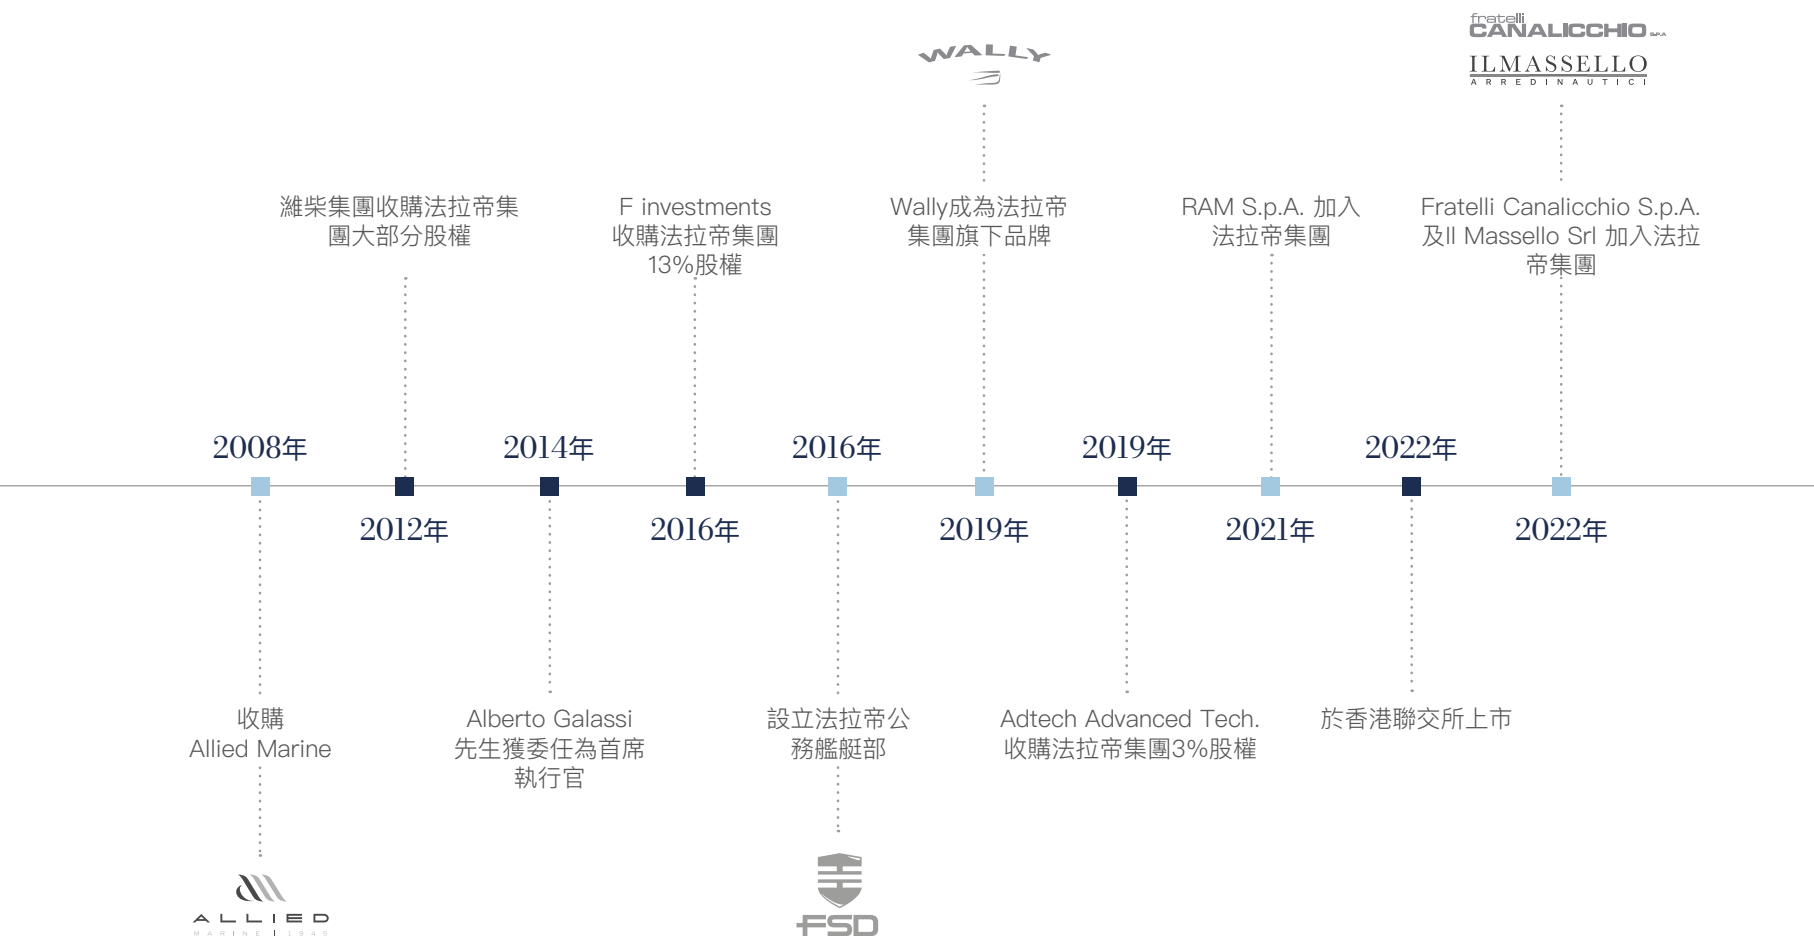 fratelli
CANALICCHIO S.P.A
ILMASSELLO
ARREDINAUTICI
WALLY
濰柴集團收購法拉帝集
團大部分股權
F investments
收購法拉帝集團
13%股權
Wally成為法拉帝
集團旗下品牌
RAM S.p.A. 加入
法拉帝集團
Fratelli Canalicchio S.p.A.
及Il Massello Srl 加入法拉
帝集團
2008年
2014年
2016年
2019年
2022年
2012年
2016年
2019年
2021年
2022年
收購
Allied Marine
Alberto Galassi
先生獲委任為首席
執行官
設立法拉帝公
務艦艇部
Adtech Advanced Tech.
收購法拉帝集團3%股權
於香港聯交所上市
ALLIED
MARINE | 1945
FSD